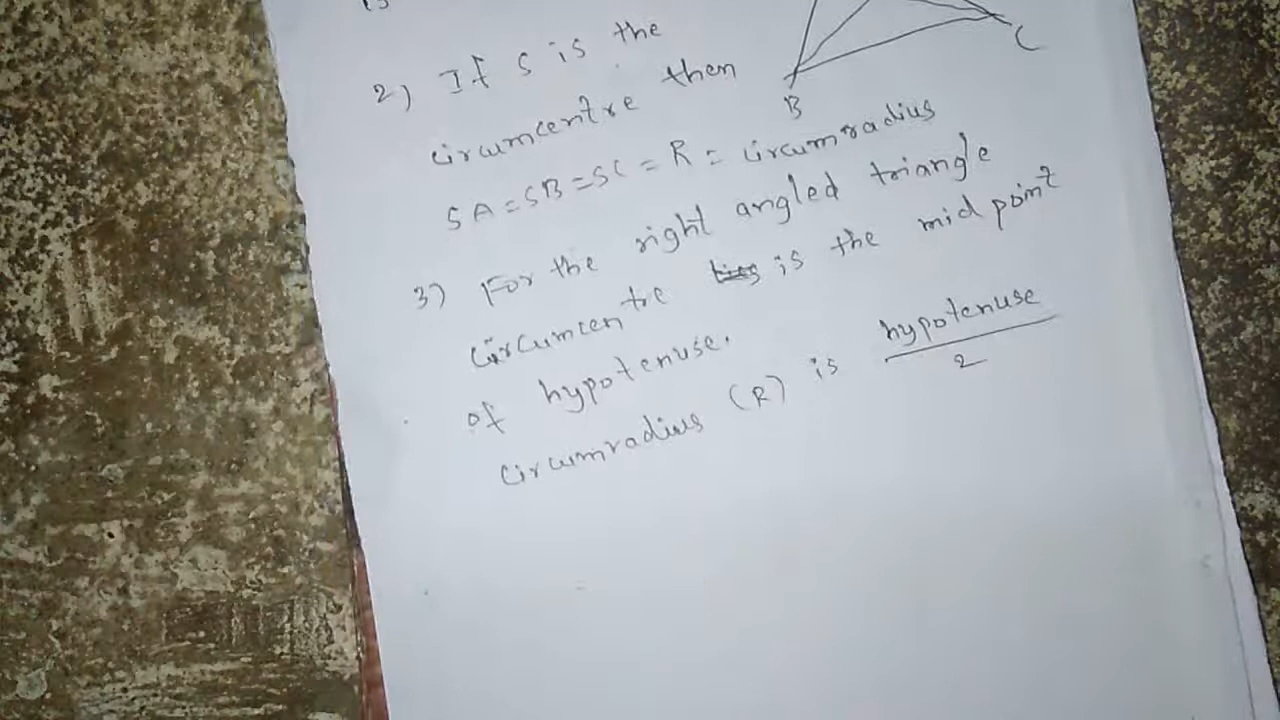 2) If S is the
circumcentre then
SA = SB = SC = R = circumradius
3) For the right angled triangle
circumcentre is the mid point
of hypotenuse.
circumradius (R) is hypotenuse
2
B
C